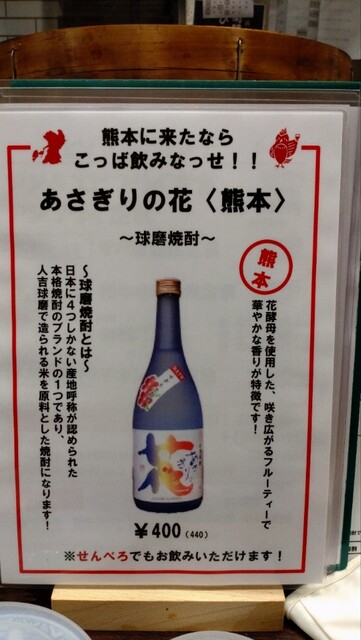 熊本に来たなら
こっぱ飲みなっせ！！
あさぎりの花〈熊本〉
〜球磨焼酎〜
熊本
花酵母を使用した、咲き広がるフルーティーで
華やかな香りが特徴です！
〜球磨焼酎とは〜
日本に４つしかない産地呼称が認められた
本格焼酎のブランドの１つであり、
人吉球磨で造られる米を原料とした焼酎になります！
花
あさぎり
￥400（440）
※せんべろでもお飲みいただけます！